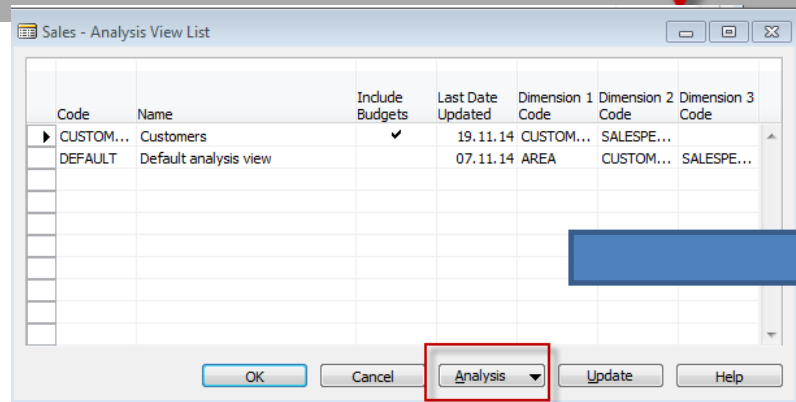 Sales - Analysis View List
Include Last Date Dimension 1 Dimension 2 Dimension 3
Code Name Budgets Updated Code Code Code
CUSTOM... Customers ✔ 19.11.14 CUSTOM... SALESPE...
DEFAULT Default analysis view 07.11.14 AREA CUSTOM... SALESPE...
OK Cancel Analysis Update Help